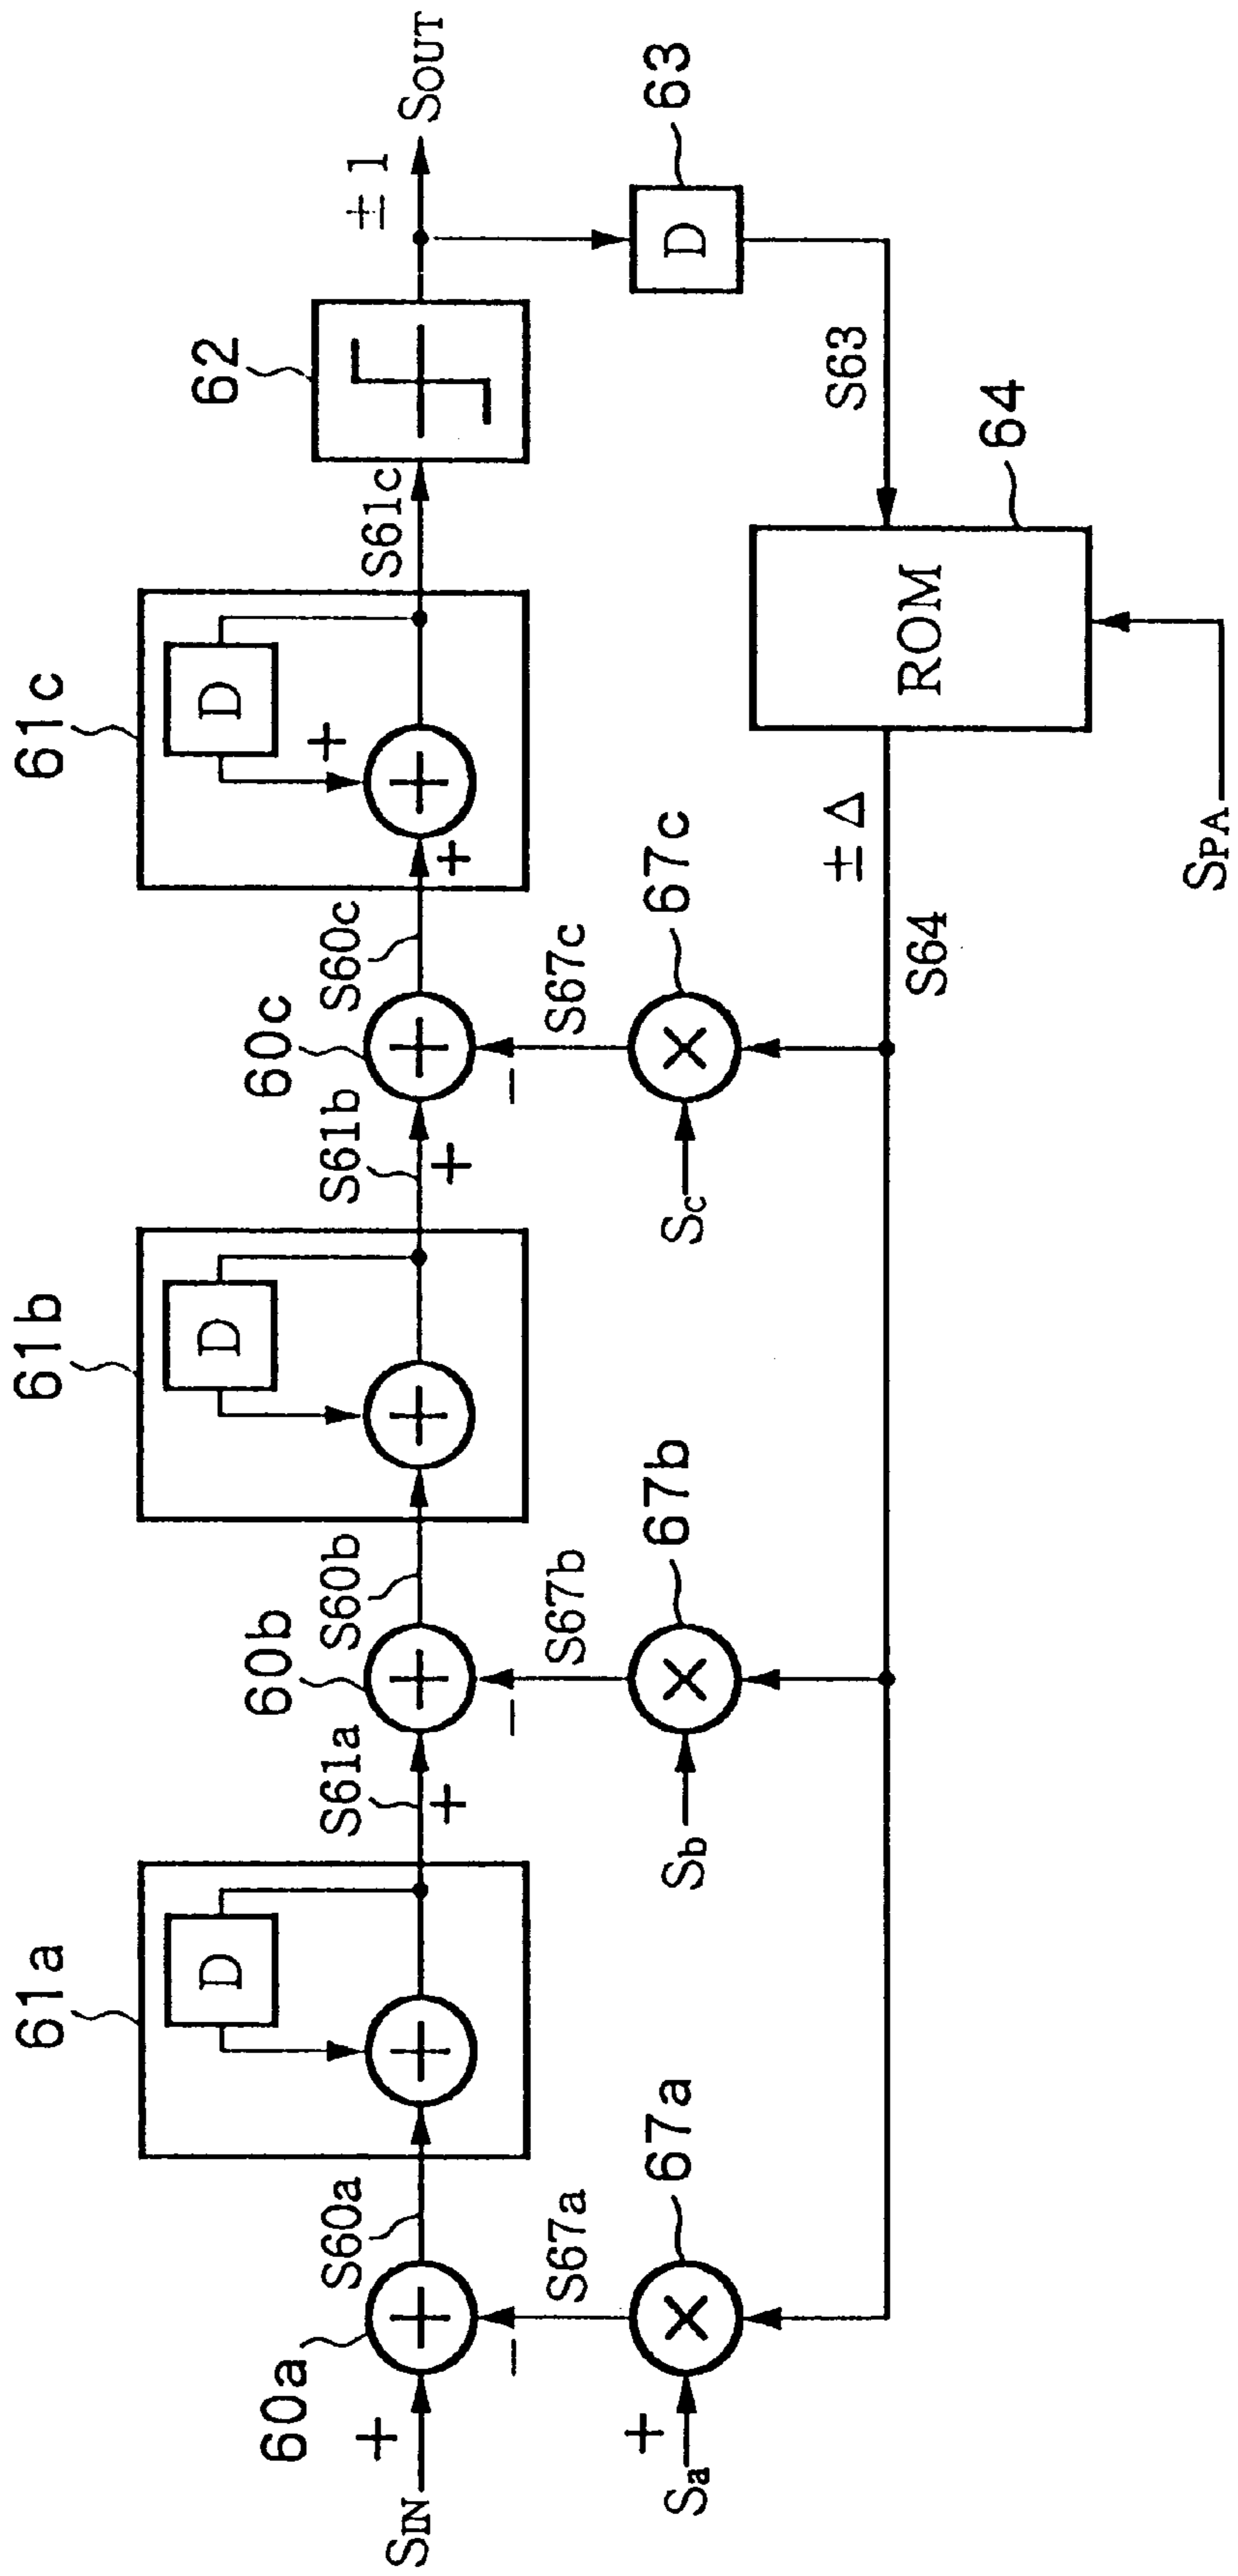 61a
61b
61c
D
D
D
62
60a
S60a
S61a
60b
S60b
S61b
60c
S60c
S61c
± 1
SIN
+
+
+
+
+
SOUT
−
−
−
S67a
67a
S67b
67b
S67c
67c
D
63
+
Sa
Sb
Sc
± Δ
S64
ROM
64
S63
SPA